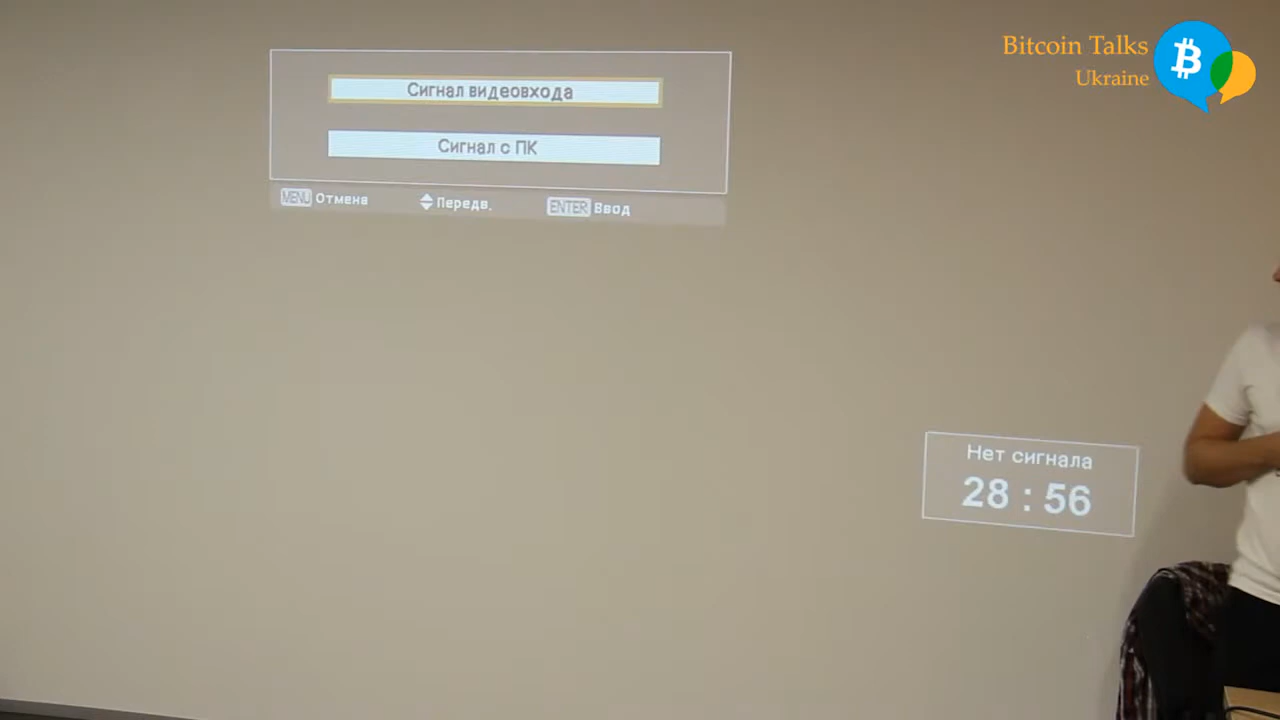 Bitcoin Talks
Ukraine
Сигнал видеовхода
Сигнал с ПК
MENU Отмена Передв. ENTER Ввод
Нет сигнала
28 : 56